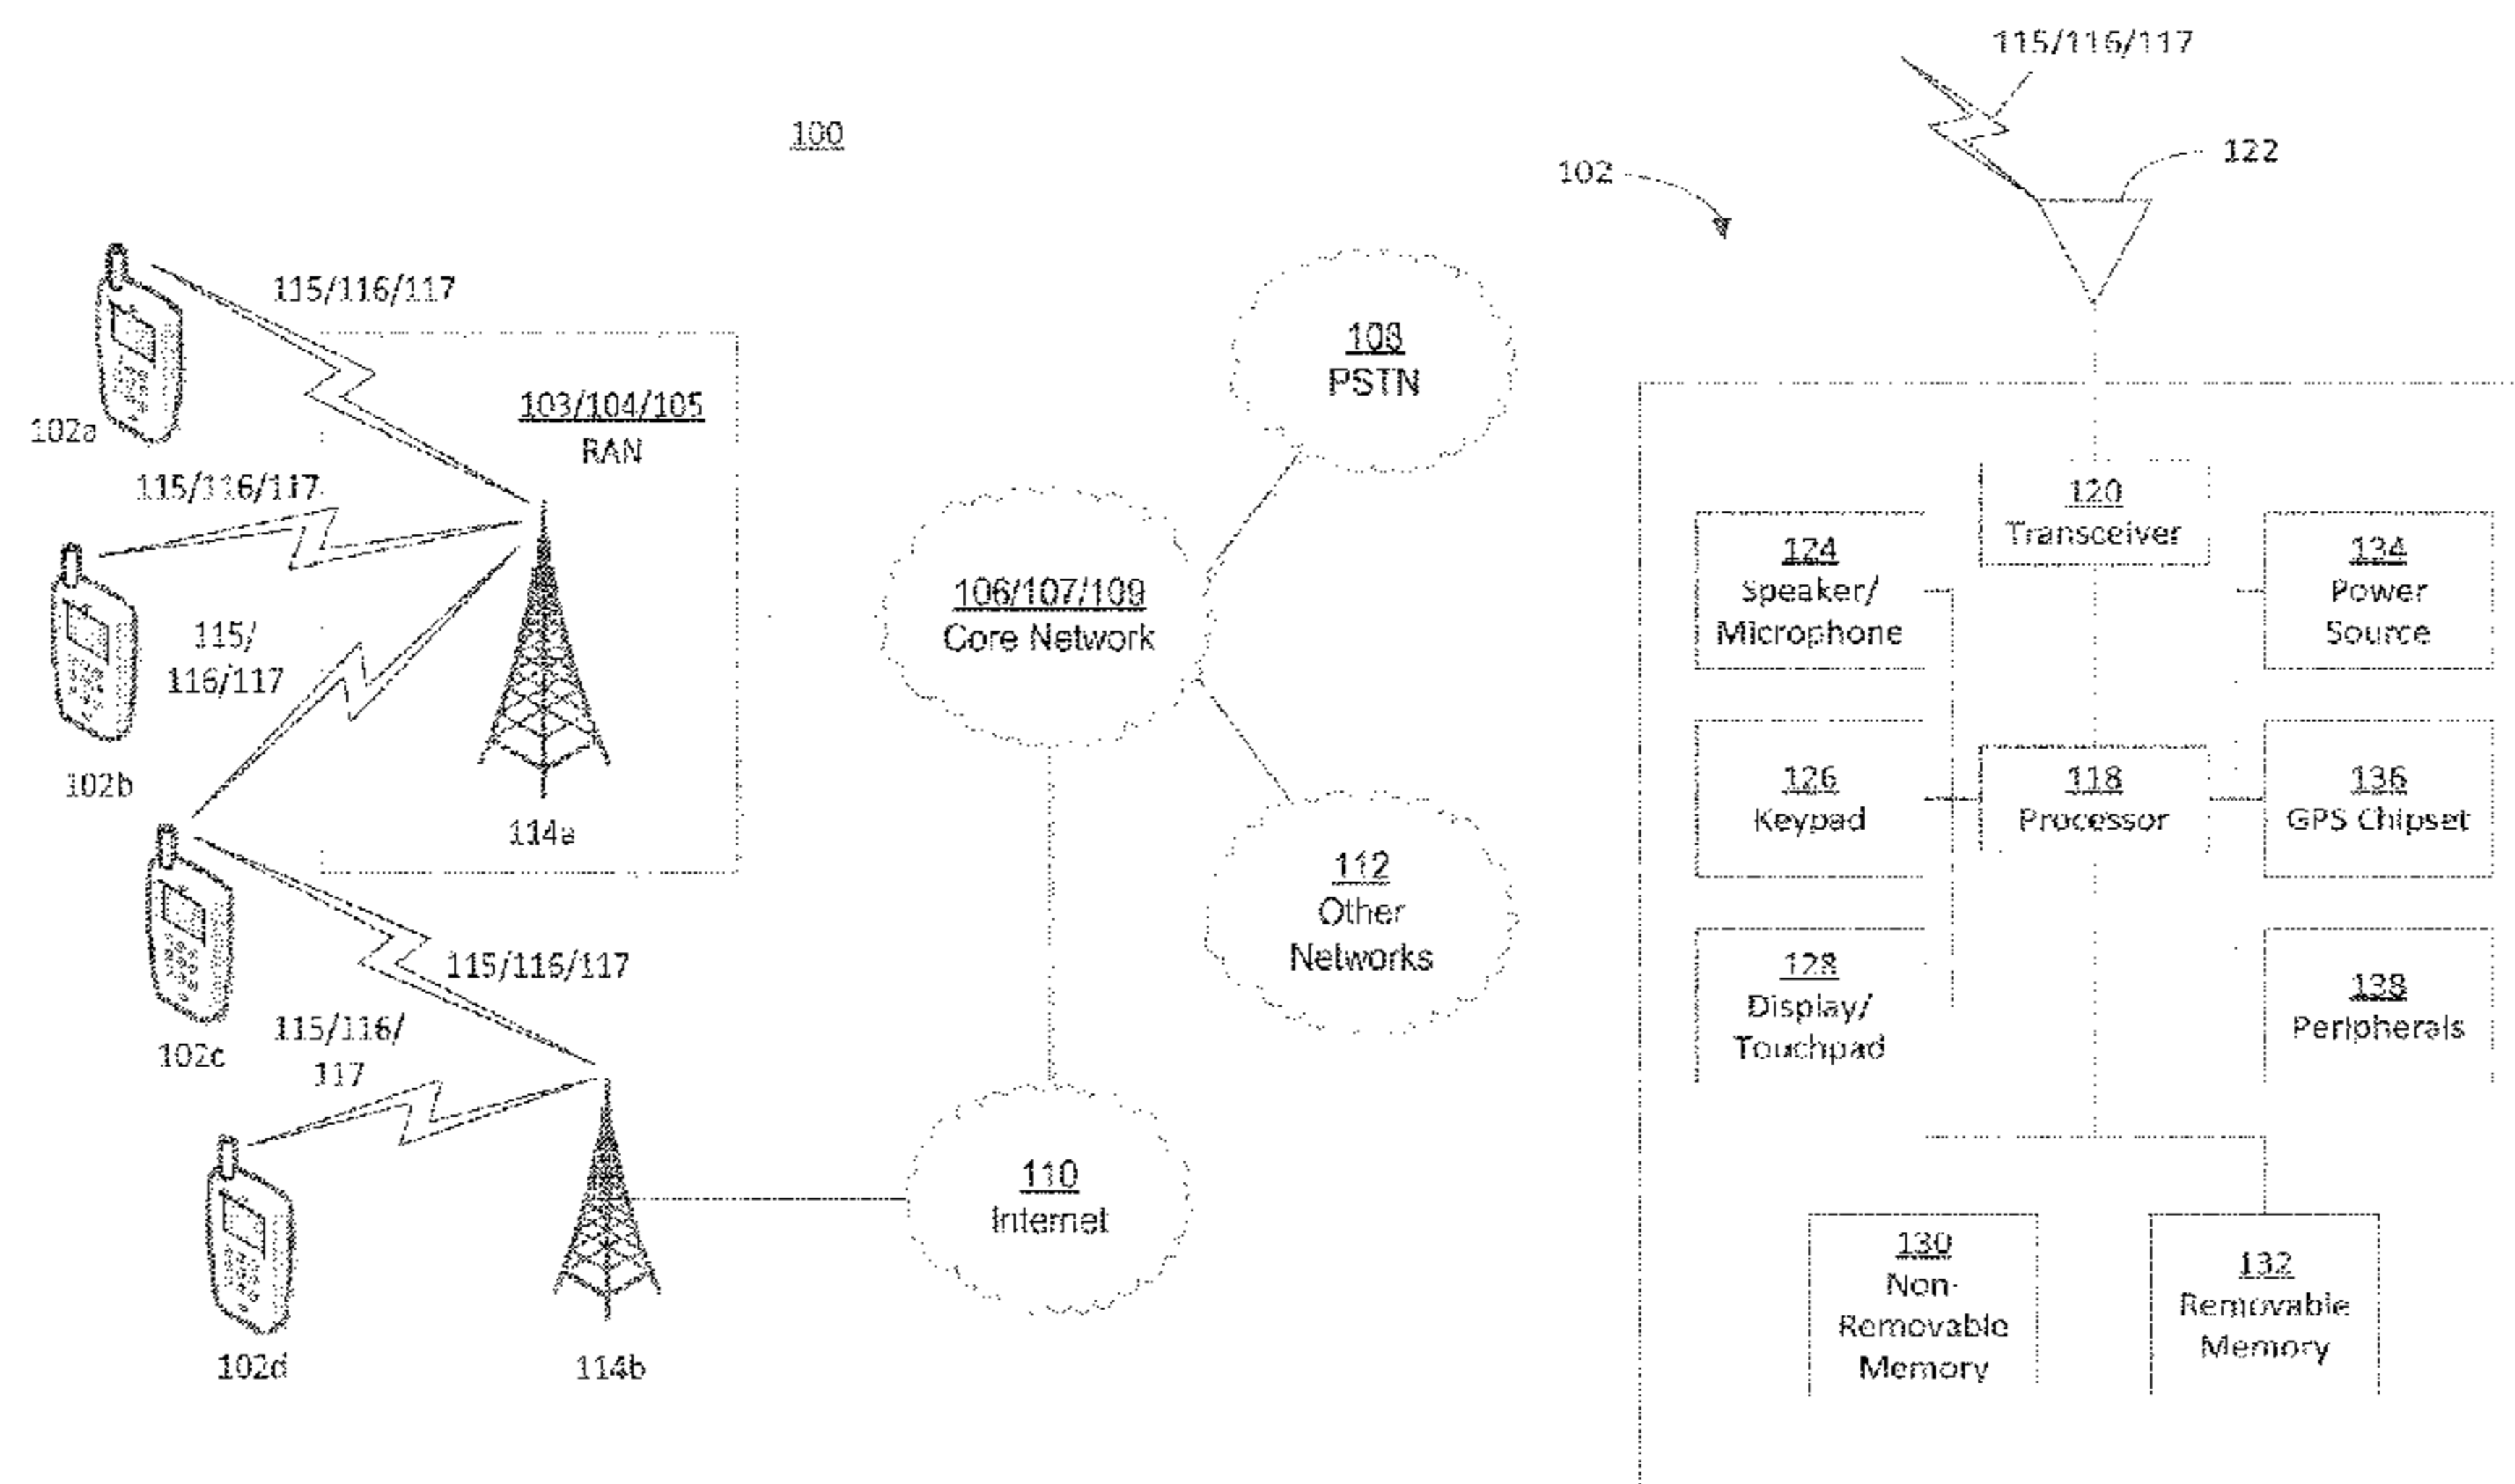 100
115/116/117
102a
103/104/105
RAN
115/116/117
102b
115/
116/117
114a
102c
115/116/117
115/116/
117
102d
114b
108
PSTN
106/107/109
Core Network
112
Other
Networks
110
Internet
115/116/117
102
122
120
Transceiver
124
Speaker/
Microphone
134
Power
Source
126
Keypad
118
Processor
136
GPS Chipset
128
Display/
Touchpad
138
Peripherals
130
Non-
Removable
Memory
132
Removable
Memory